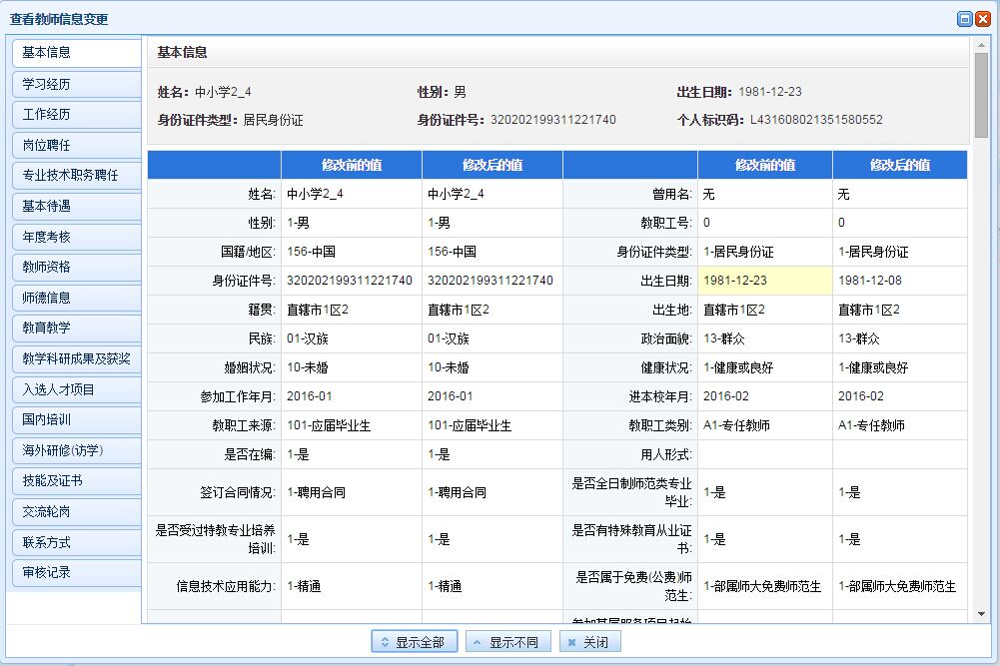 查看教师信息变更
基本信息
学习经历
工作经历
岗位聘任
专业技术职务聘任
基本待遇
年度考核
教师资格
师德信息
教育教学
教学科研成果及获奖
入选人才项目
国内培训
海外研修(访学)
技能及证书
交流轮岗
联系方式
审核记录
基本信息
姓名: 中小学2_4 性别: 男 出生日期: 1981-12-23
身份证件类型: 居民身份证 身份证件号: 320202199311221740 个人标识码: L431608021351580552
修改前的值 修改后的值 修改前的值 修改后的值
姓名: 中小学2_4 中小学2_4 曾用名: 无 无
性别: 1-男 1-男 教职工号: 0 0
国籍/地区: 156-中国 156-中国 身份证件类型: 1-居民身份证 1-居民身份证
身份证件号: 320202199311221740 320202199311221740 出生日期: 1981-12-23 1981-12-08
籍贯: 直辖市1区2 直辖市1区2 出生地: 直辖市1区2 直辖市1区2
民族: 01-汉族 01-汉族 政治面貌: 13-群众 13-群众
婚姻状况: 10-未婚 10-未婚 健康状况: 1-健康或良好 1-健康或良好
参加工作年月: 2016-01 2016-01 进本校年月: 2016-02 2016-02
教职工来源: 101-应届毕业生 101-应届毕业生 教职工类别: A1-专任教师 A1-专任教师
是否在编: 1-是 1-是 用人形式:
签订合同情况: 1-聘用合同 1-聘用合同 是否全日制师范类专业
毕业: 1-是 1-是
是否受过特教专业培养
培训: 1-是 1-是 是否有特殊教育从业证
书: 1-是 1-是
信息技术应用能力: 1-精通 1-精通 是否属于免费(公费)师
范生: 1-部属师大免费师范生 1-部属师大免费师范生
参加基层服务项目起始
显示全部 显示不同 关闭